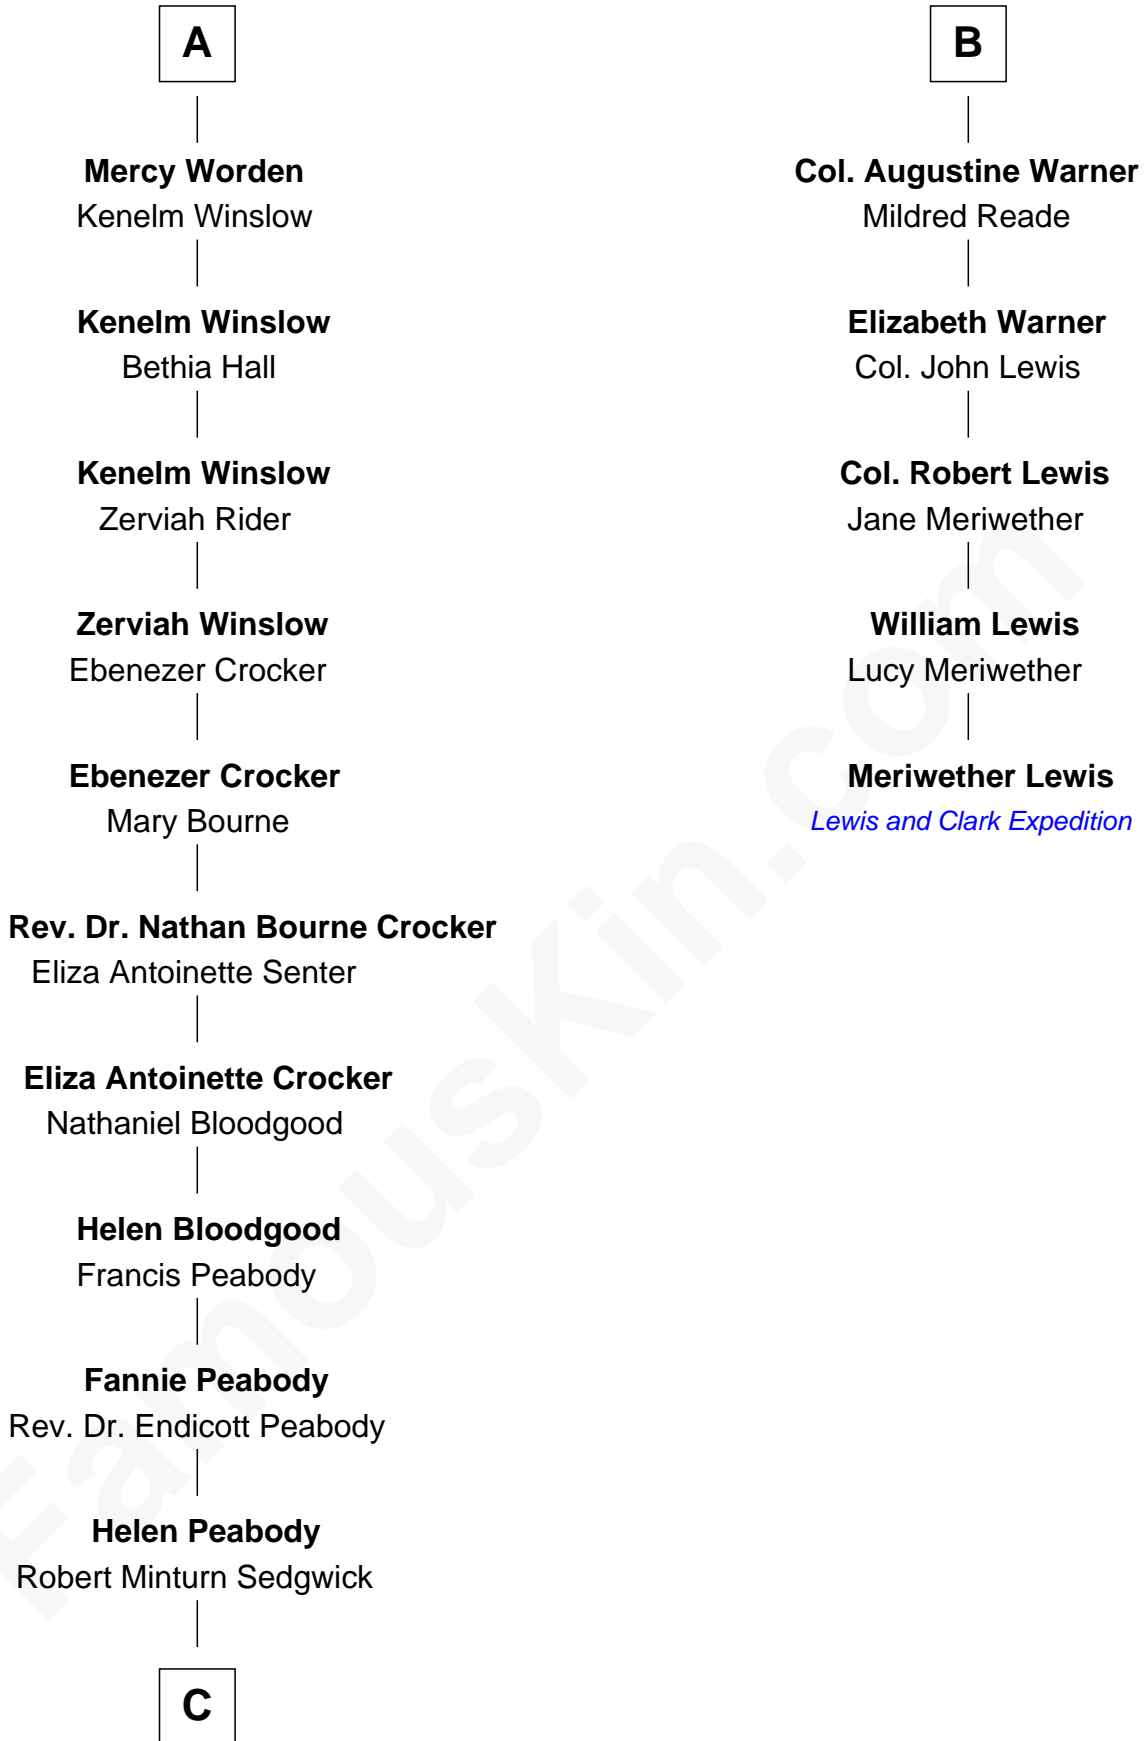 A
Mercy Worden
Kenelm Winslow
Kenelm Winslow
Bethia Hall
Kenelm Winslow
Zerviah Rider
Zerviah Winslow
Ebenezer Crocker
Ebenezer Crocker
Mary Bourne
Rev. Dr. Nathan Bourne Crocker
Eliza Antoinette Senter
Eliza Antoinette Crocker
Nathaniel Bloodgood
Helen Bloodgood
Francis Peabody
Fannie Peabody
Rev. Dr. Endicott Peabody
Helen Peabody
Robert Minturn Sedgwick
C
B
Col. Augustine Warner
Mildred Reade
Elizabeth Warner
Col. John Lewis
Col. Robert Lewis
Jane Meriwether
William Lewis
Lucy Meriwether
Meriwether Lewis
Lewis and Clark Expedition
FamousKin.com